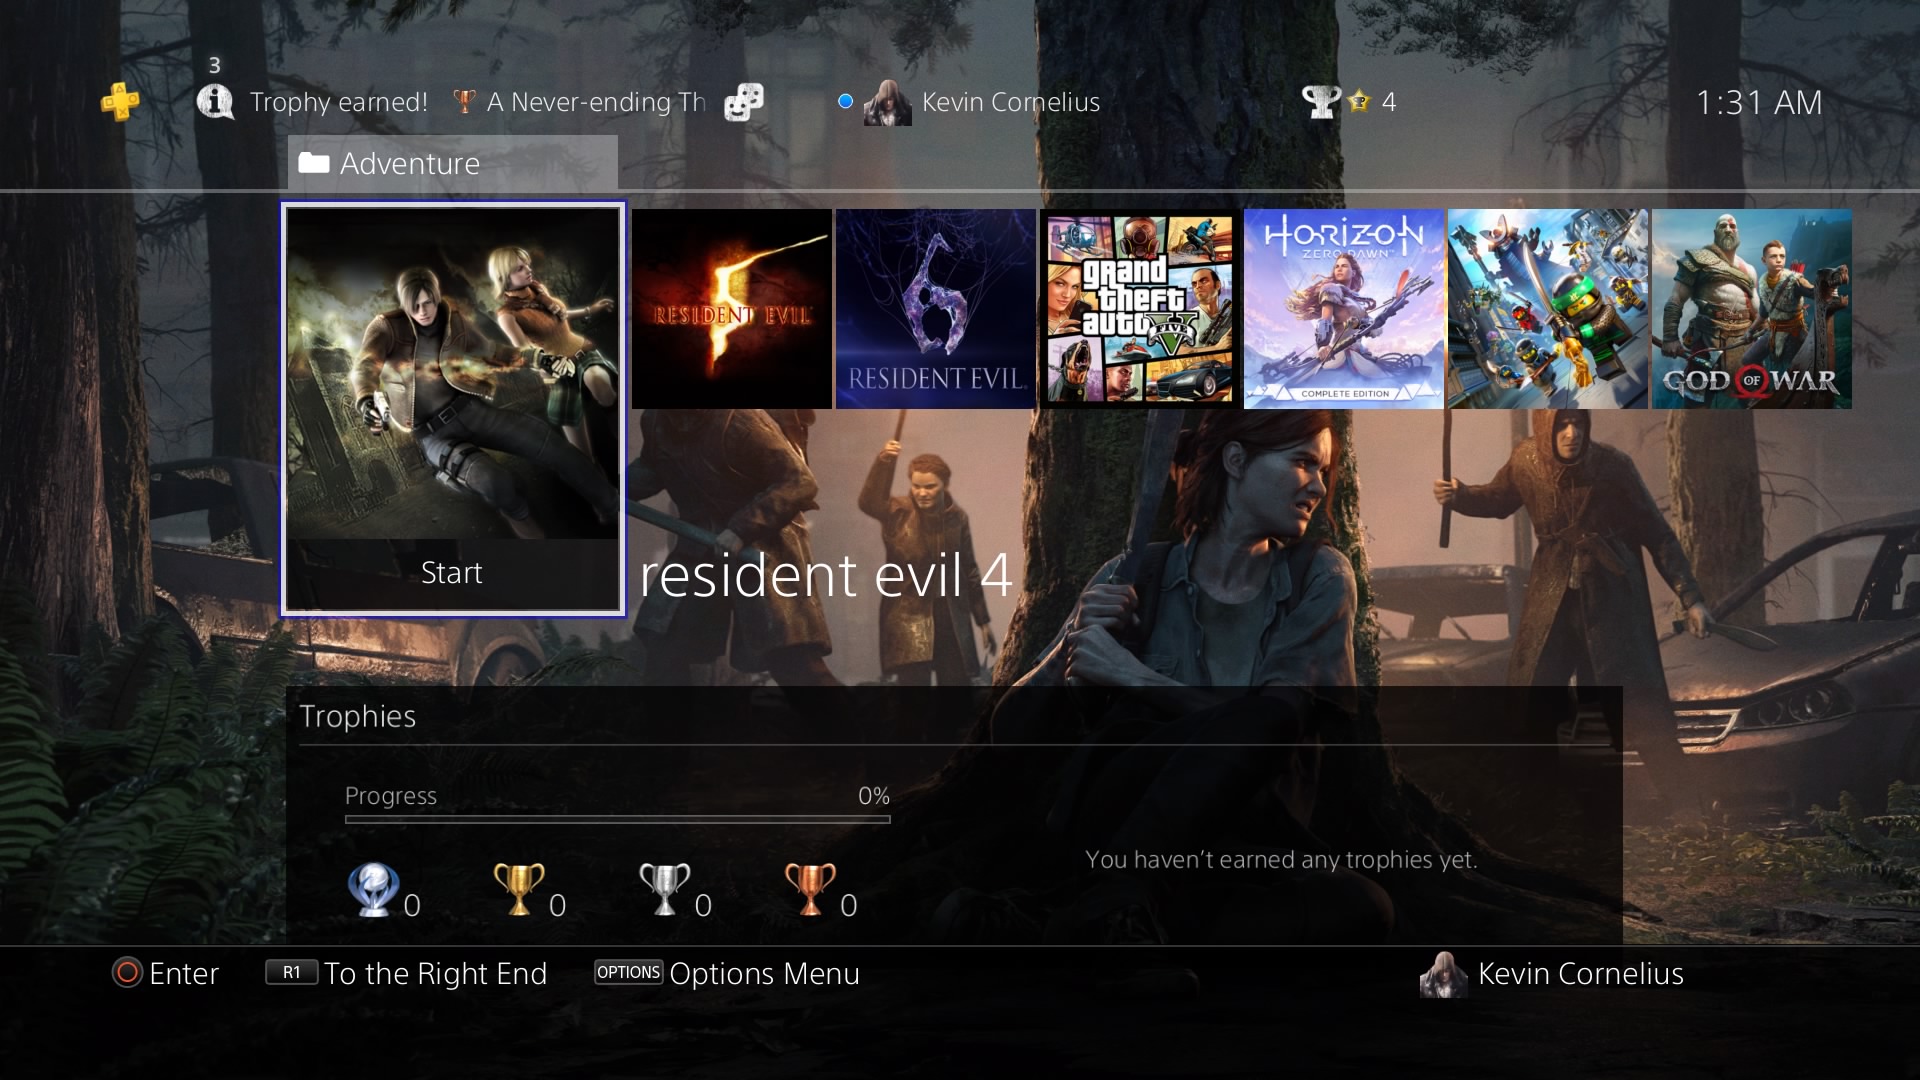 3
Trophy earned! A Never-ending Th
Kevin Cornelius
4
1:31 AM
Adventure
RESIDENT EVIL
RESIDENT EVIL
grand theft auto V FIVE
HORIZON
ZERO DAWN
COMPLETE EDITION
GOD OF WAR
Start
resident evil 4
Trophies
Progress 0%
You haven't earned any trophies yet.
0 0 0 0
Enter R1 To the Right End OPTIONS Options Menu
Kevin Cornelius